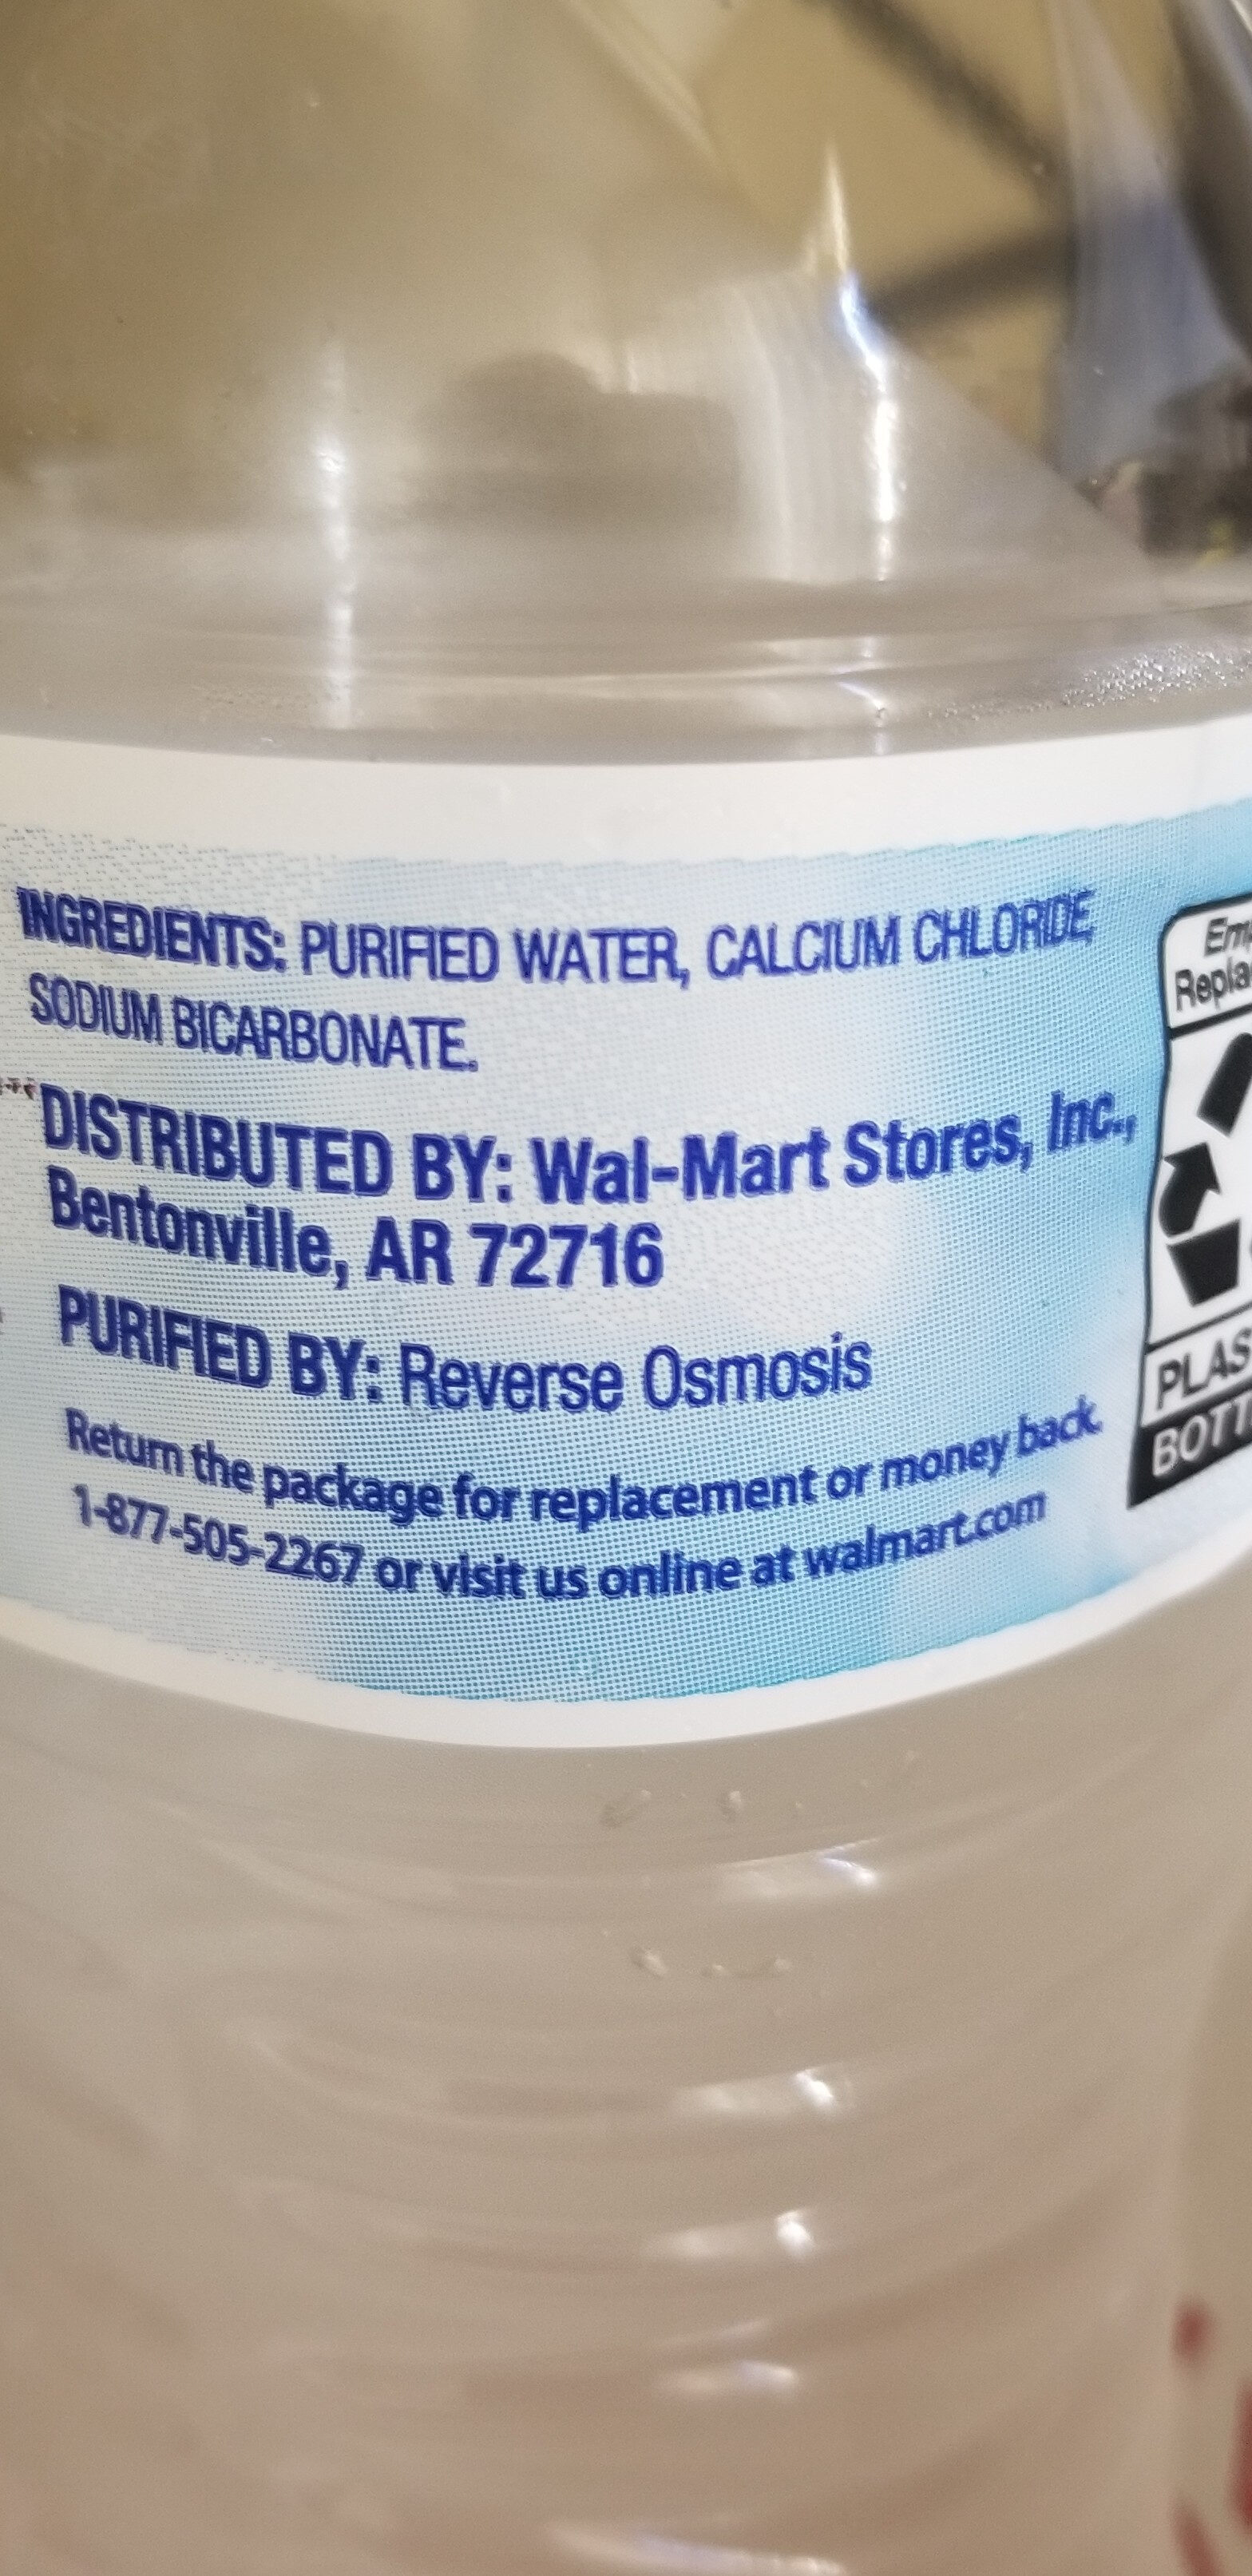 INGREDIENTS: PURIFIED WATER, CALCIUM CHLORIDE,
SODIUM BICARBONATE.
DISTRIBUTED BY: Wal-Mart Stores, Inc.,
Bentonville, AR 72716
PURIFIED BY: Reverse Osmosis
Return the package for replacement or money back.
1-877-505-2267 or visit us online at walmart.com